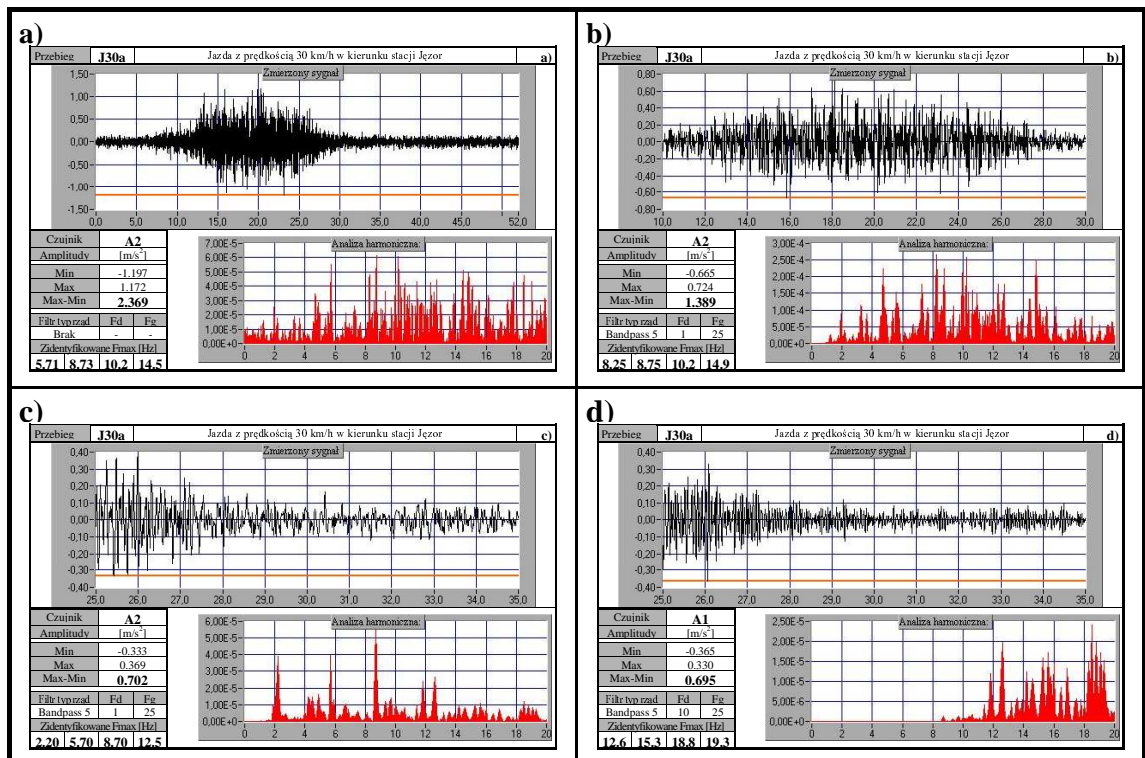 a)
Przebieg J30a Jazda z prędkością 30 km/h w kierunku stacji Jęzor a)
Zmierzony sygnał
1,50
1,00
0,50
0,00
-0,50
-1,00
-1,50
0,0 5,0 10,0 15,0 20,0 25,0 30,0 35,0 40,0 45,0 52,0
Czujnik A2
Amplitudy [m/s²]
Min -1.197
Max 1.172
Max-Min 2.369
Filtr typ rząd Fd Fg
Brak - -
Zidentyfikowane Fmax [Hz]
5.71 8.73 10.2 14.5
Analiza harmoniczna:
7,00E-5
6,00E-5
5,00E-5
4,00E-5
3,00E-5
2,00E-5
1,00E-5
0,00E+0
0 2 4 6 8 10 12 14 16 18 20
b)
Przebieg J30a Jazda z prędkością 30 km/h w kierunku stacji Jęzor b)
Zmierzony sygnał
0,80
0,60
0,40
0,20
0,00
-0,20
-0,40
-0,60
-0,80
10,0 12,0 14,0 16,0 18,0 20,0 22,0 24,0 26,0 28,0 30,0
Czujnik A2
Amplitudy [m/s²]
Min -0.665
Max 0.724
Max-Min 1.389
Filtr typ rząd Fd Fg
Bandpass 5 1 25
Zidentyfikowane Fmax [Hz]
8.25 8.75 10.2 14.9
Analiza harmoniczna:
3,00E-4
2,50E-4
2,00E-4
1,50E-4
1,00E-4
5,00E-5
0,00E+0
0 2 4 6 8 10 12 14 16 18 20
c)
Przebieg J30a Jazda z prędkością 30 km/h w kierunku stacji Jęzor c)
Zmierzony sygnał
0,40
0,30
0,20
0,10
0,00
-0,10
-0,20
-0,30
-0,40
25,0 26,0 27,0 28,0 29,0 30,0 31,0 32,0 33,0 34,0 35,0
Czujnik A2
Amplitudy [m/s²]
Min -0.333
Max 0.369
Max-Min 0.702
Filtr typ rząd Fd Fg
Bandpass 5 1 25
Zidentyfikowane Fmax [Hz]
2.20 5.70 8.70 12.5
Analiza harmoniczna:
6,00E-5
5,00E-5
4,00E-5
3,00E-5
2,00E-5
1,00E-5
0,00E+0
0 2 4 6 8 10 12 14 16 18 20
d)
Przebieg J30a Jazda z prędkością 30 km/h w kierunku stacji Jęzor d)
Zmierzony sygnał
0,40
0,30
0,20
0,10
0,00
-0,10
-0,20
-0,30
-0,40
25,0 26,0 27,0 28,0 29,0 30,0 31,0 32,0 33,0 34,0 35,0
Czujnik A1
Amplitudy [m/s²]
Min -0.365
Max 0.330
Max-Min 0.695
Filtr typ rząd Fd Fg
Bandpass 5 10 25
Zidentyfikowane Fmax [Hz]
12.6 15.3 18.8 19.3
Analiza harmoniczna:
2,50E-5
2,00E-5
1,50E-5
1,00E-5
5,00E-6
0,00E+0
0 2 4 6 8 10 12 14 16 18 20